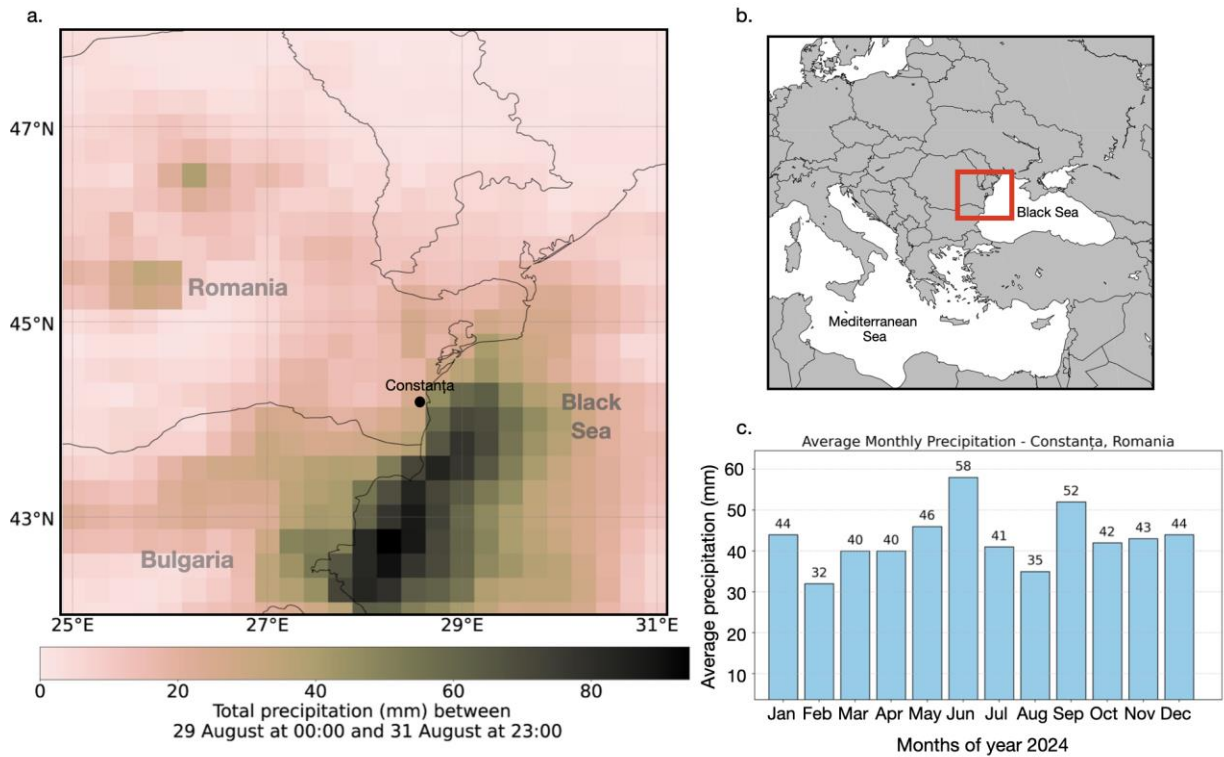 a.
47°N
45°N
43°N
25°E
27°E
29°E
31°E
Romania
Constanța
Black
Sea
Bulgaria
0
20
40
60
80
Total precipitation (mm) between
29 August at 00:00 and 31 August at 23:00
b.
Black Sea
Mediterranean
Sea
c.
Average Monthly Precipitation - Constanța, Romania
Average precipitation (mm)
60
50
40
30
20
10
44
32
40
40
46
58
41
35
52
42
43
44
Jan Feb Mar Apr May Jun Jul Aug Sep Oct Nov Dec
Months of year 2024